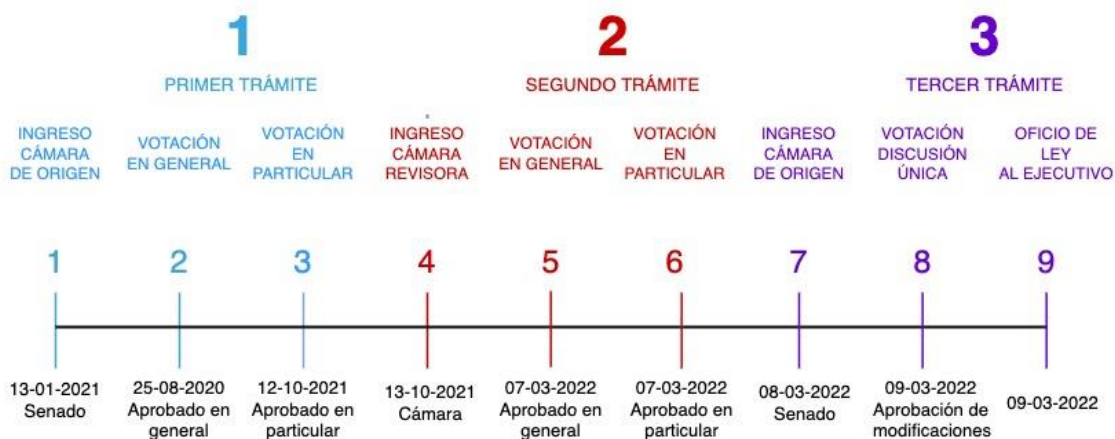 1
PRIMER TRÁMITE
2
SEGUNDO TRÁMITE
3
TERCER TRÁMITE
INGRESO
CÁMARA
DE ORIGEN
VOTACIÓN
EN GENERAL
VOTACIÓN
EN
PARTICULAR
INGRESO
CÁMARA
REVISORA
VOTACIÓN
EN GENERAL
VOTACIÓN
EN
PARTICULAR
INGRESO
CÁMARA
DE ORIGEN
VOTACIÓN
DISCUSIÓN
ÚNICA
OFICIO DE
LEY
AL EJECUTIVO
1
2
3
4
5
6
7
8
9
13-01-2021
Senado
25-08-2020
Aprobado en
general
12-10-2021
Aprobado en
particular
13-10-2021
Cámara
07-03-2022
Aprobado en
general
07-03-2022
Aprobado en
particular
08-03-2022
Senado
09-03-2022
Aprobación de
modificaciones
09-03-2022